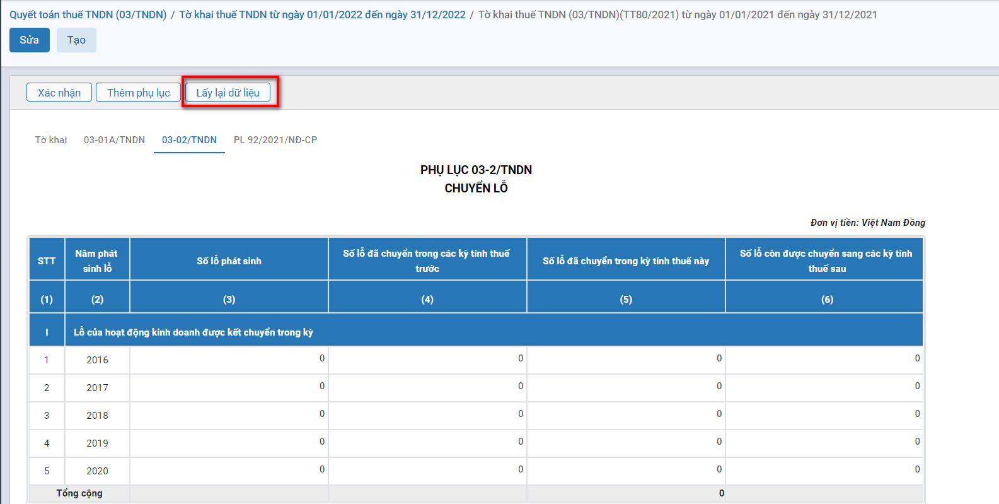 Quyết toán thuế TNDN (03/TNDN) / Tờ khai thuế TNDN từ ngày 01/01/2022 đến ngày 31/12/2022 / Tờ khai thuế TNDN (03/TNDN)(TT80/2021) từ ngày 01/01/2021 đến ngày 31/12/2021
Sửa Tạo
Xác nhận Thêm phụ lục Lấy lại dữ liệu
Tờ khai 03-01A/TNDN 03-02/TNDN PL 92/2021/NĐ-CP
PHỤ LỤC 03-2/TNDN
CHUYỂN LỖ
Đơn vị tiền: Việt Nam Đồng
STT Năm phát sinh lỗ Số lỗ phát sinh Số lỗ đã chuyển trong các kỳ tính thuế trước Số lỗ đã chuyển trong kỳ tính thuế này Số lỗ còn được chuyển sang các kỳ tính thuế sau
(1) (2) (3) (4) (5) (6)
I Lỗ của hoạt động kinh doanh được kết chuyển trong kỳ
1 2016 0 0 0 0
2 2017 0 0 0 0
3 2018 0 0 0 0
4 2019 0 0 0 0
5 2020 0 0 0 0
Tổng cộng 0